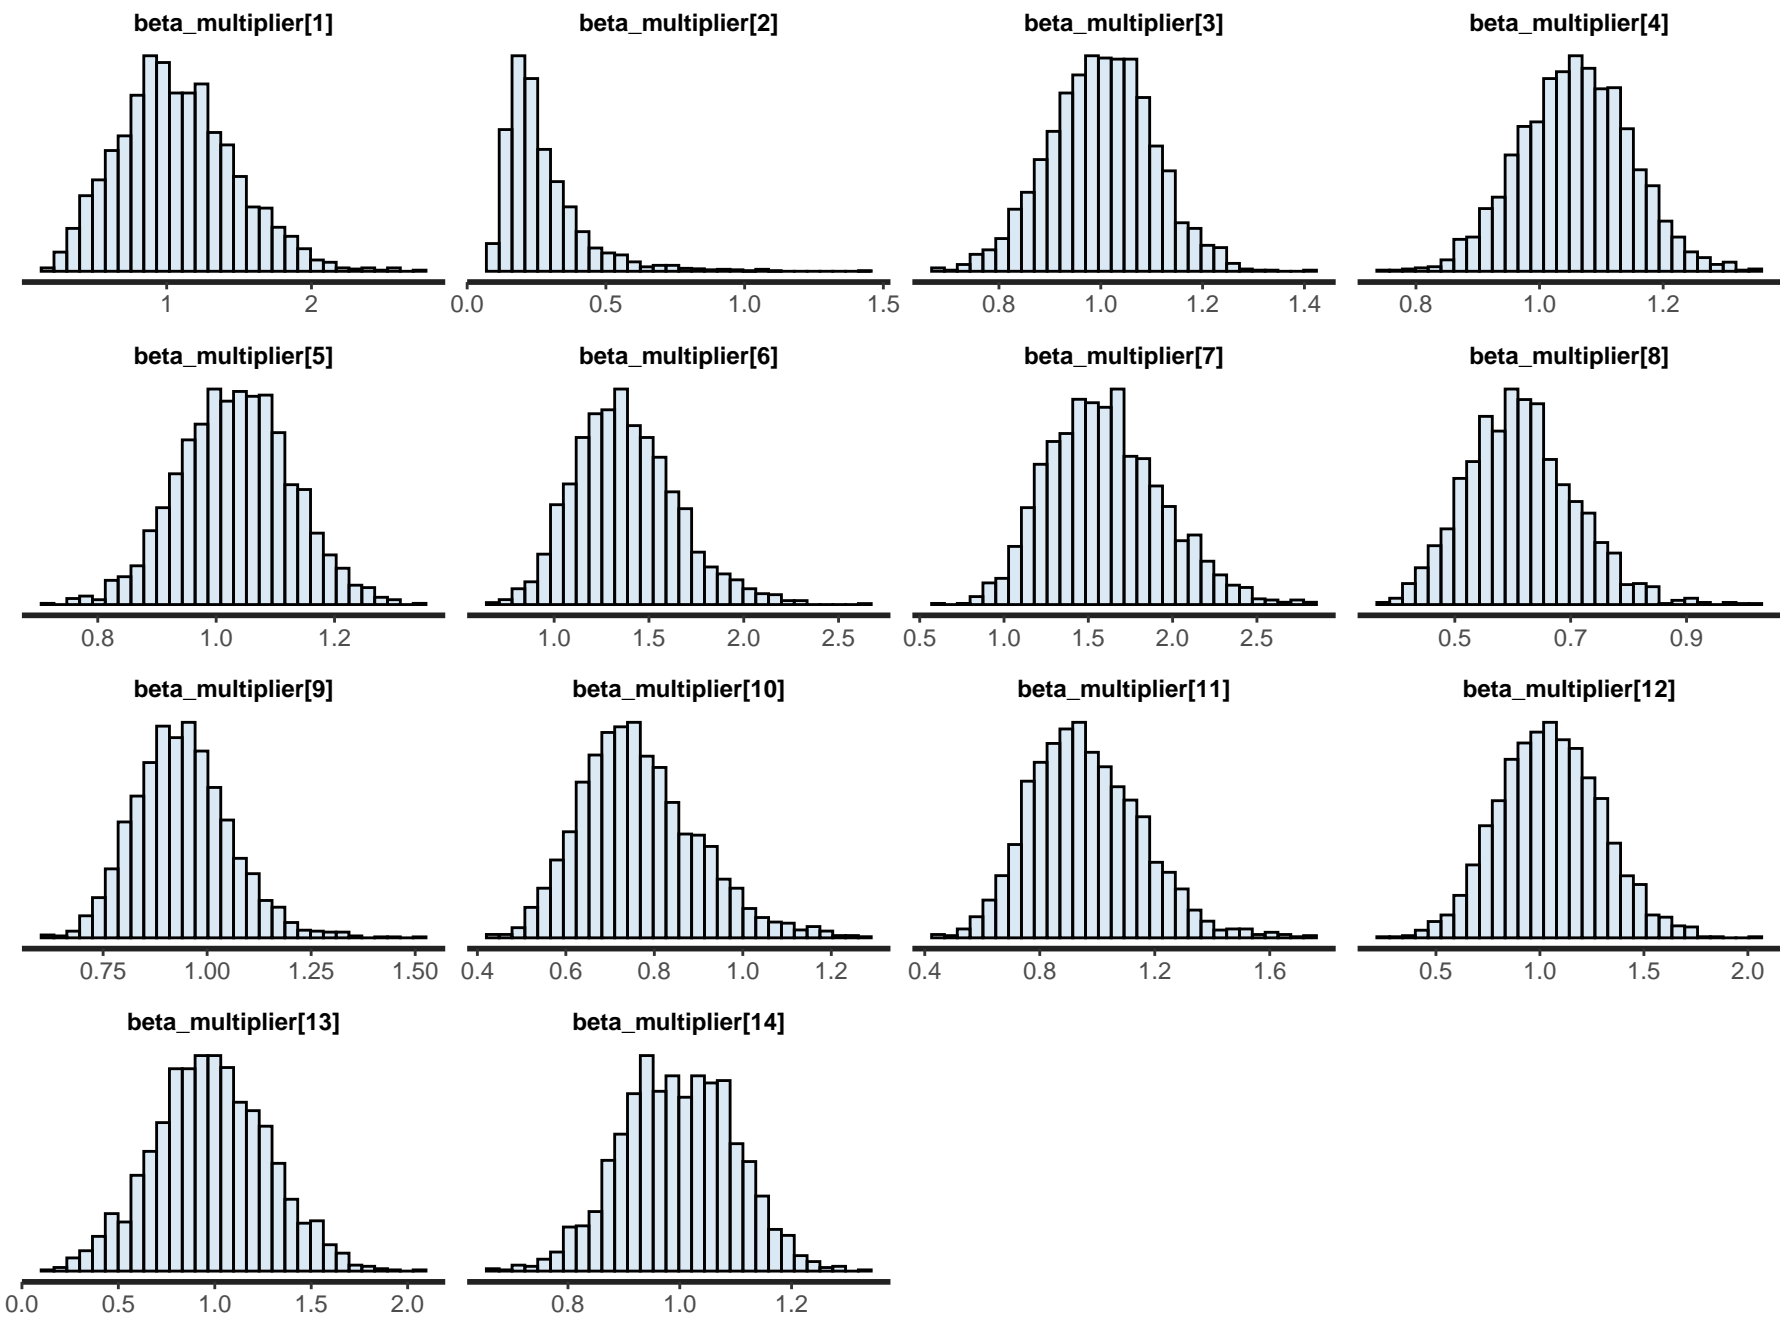 beta_multiplier[1] beta_multiplier[2] beta_multiplier[3] beta_multiplier[4]
1 2 0.0 0.5 1.0 1.5 0.8 1.0 1.2 1.4 0.8 1.0 1.2
beta_multiplier[5] beta_multiplier[6] beta_multiplier[7] beta_multiplier[8]
0.8 1.0 1.2 1.0 1.5 2.0 2.5 0.5 1.0 1.5 2.0 2.5 0.5 0.7 0.9
beta_multiplier[9] beta_multiplier[10] beta_multiplier[11] beta_multiplier[12]
0.75 1.00 1.25 1.50 0.4 0.6 0.8 1.0 1.2 0.4 0.8 1.2 1.6 0.5 1.0 1.5 2.0
beta_multiplier[13] beta_multiplier[14]
0.0 0.5 1.0 1.5 2.0 0.8 1.0 1.2